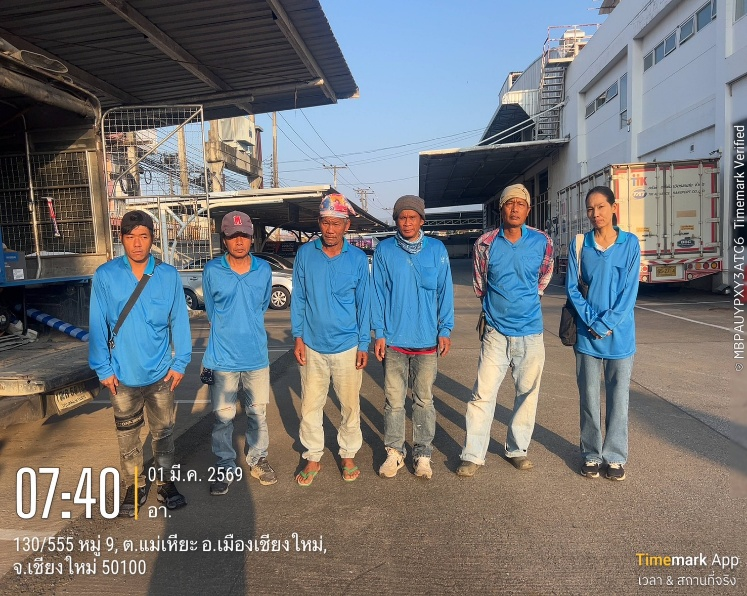 07:40
01 มี.ค. 2569
อา.
130/555 หมู่ 9, ต.แม่เหียะ อ.เมืองเชียงใหม่,
จ.เชียงใหม่ 50100
Timemark App
เวลา & สถานที่จริง
© MBPAUYPXY3ATC6 Timemark Verified